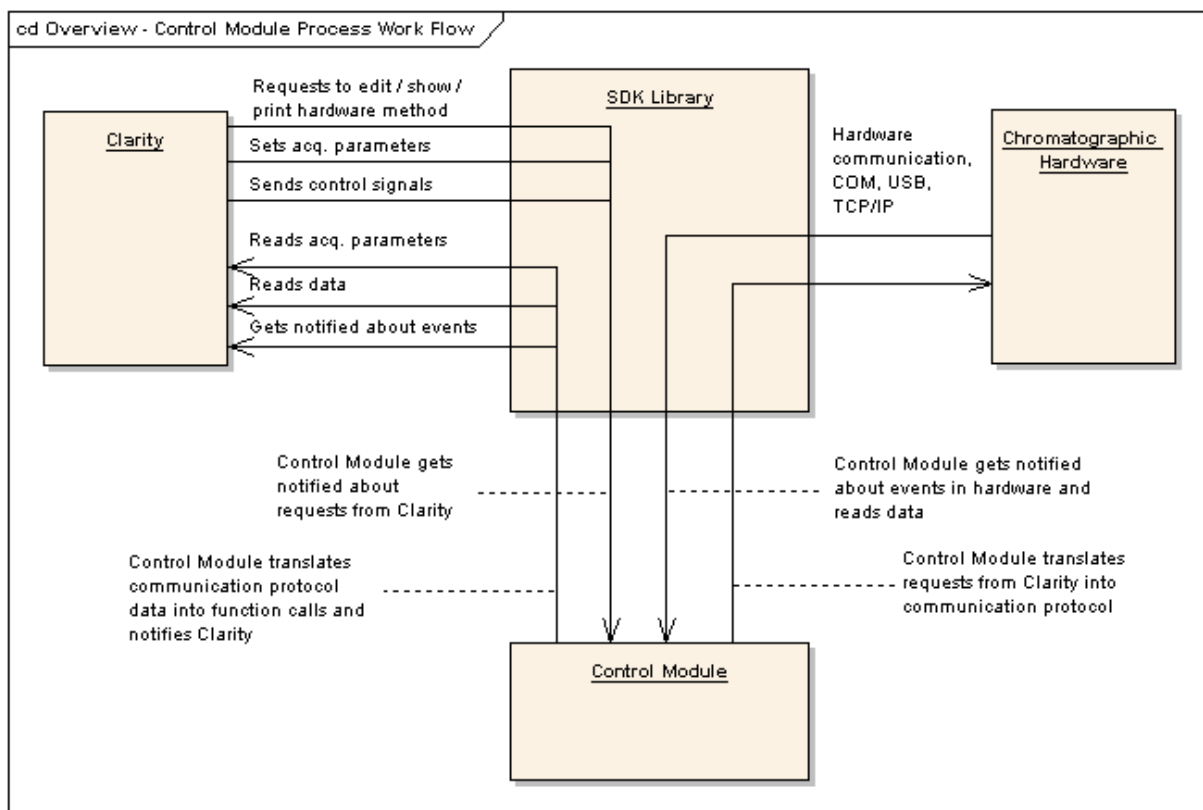 cd Overview - Control Module Process Work Flow
Clarity
Requests to edit / show /
print hardware method
Sets acq. parameters
Sends control signals
Reads acq. parameters
Reads data
Gets notified about events
SDK Library
Hardware
communication,
COM, USB,
TCP/IP
Chromatographic
Hardware
Control Module gets
notified about
requests from Clarity
Control Module gets notified
about events in hardware and
reads data
Control Module translates
communication protocol
data into function calls and
notifies Clarity
Control Module translates
requests from Clarity into
communication protocol
Control Module